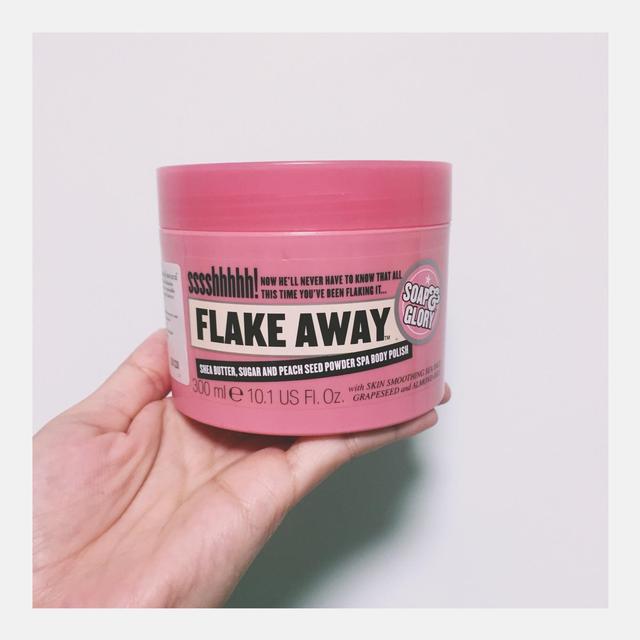 sssshhhhh! NOW HE'LL NEVER HAVE TO KNOW THAT ALL
THIS TIME YOU'VE BEEN FLAKING IT...
SOAP &
GLORY
FLAKE AWAY™
SHEA BUTTER, SUGAR AND PEACH SEED POWDER SPA BODY POLISH
300 ml e 10.1 US Fl. Oz.
with SKIN SMOOTHING SEA SALT
GRAPESEED and ALMOND